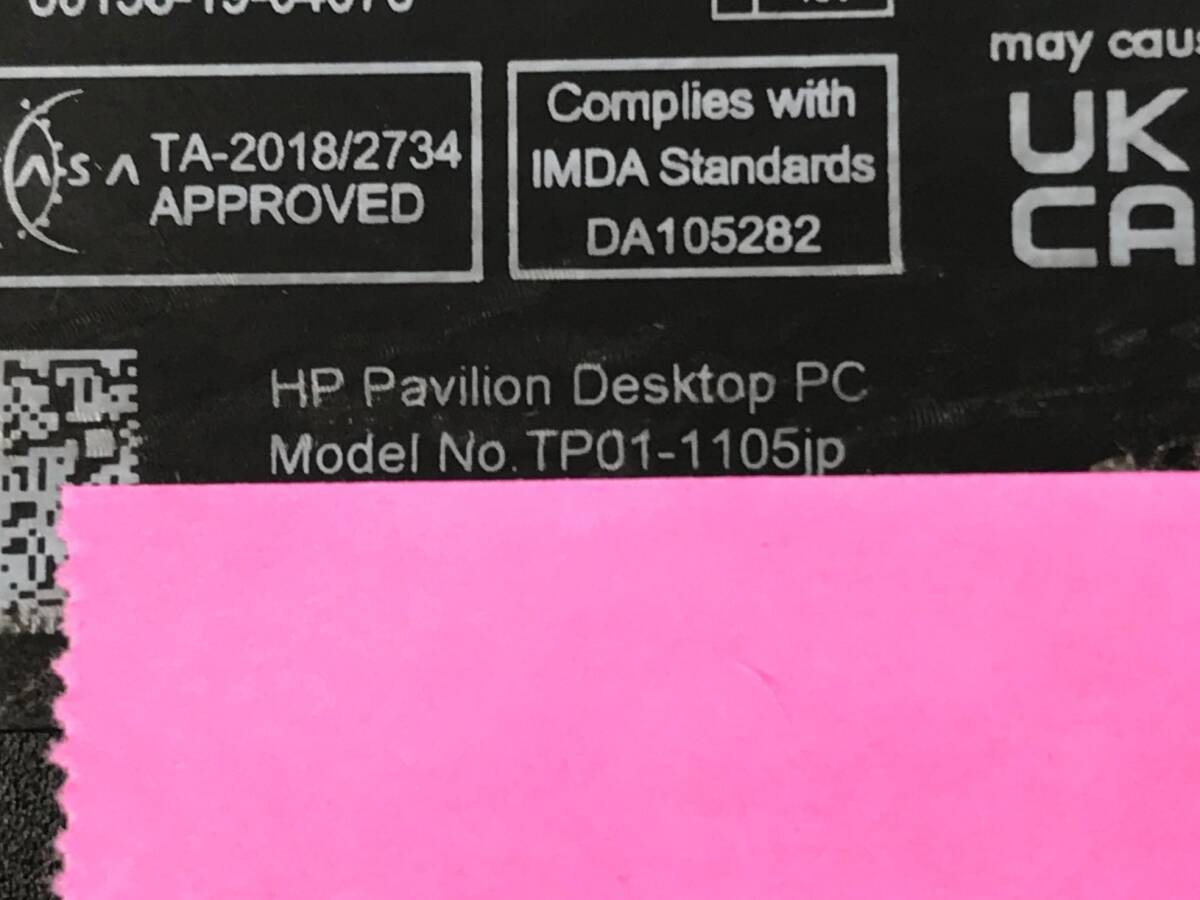 may
TA-2018/2734
APPROVED
Complies with
IMDA Standards
DA105282
UK
CA
HP Pavilion Desktop PC
Model No. TP01-1105jp